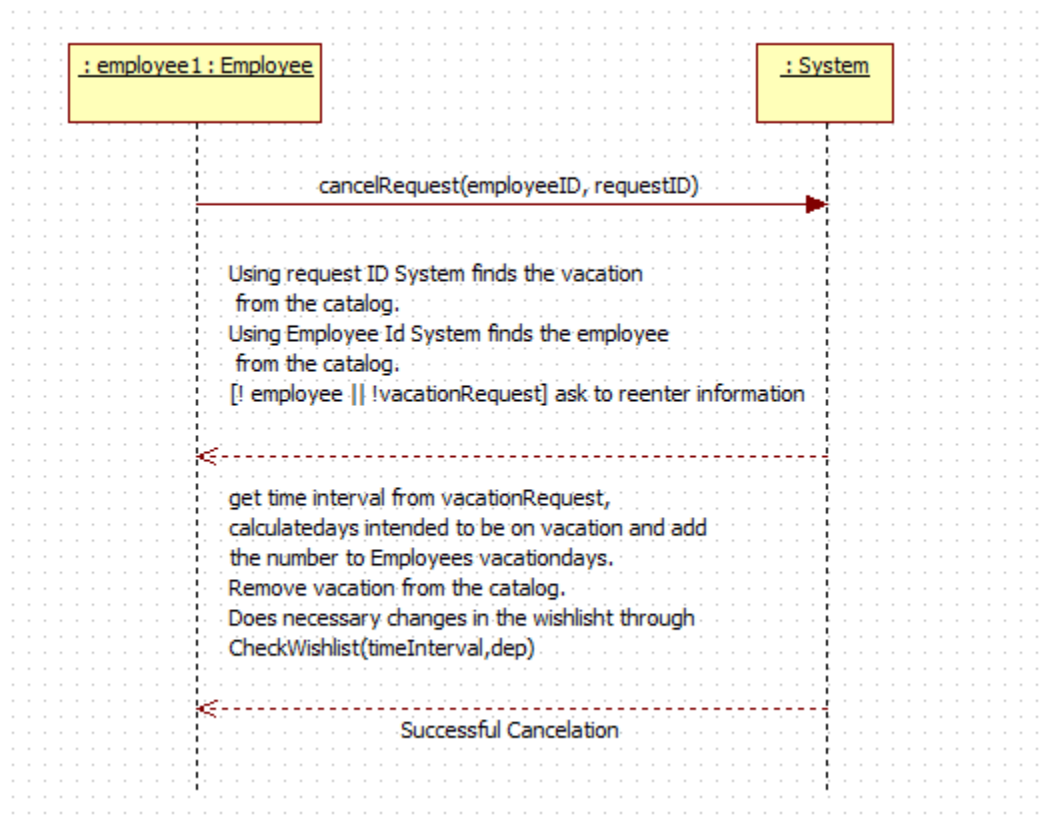 : employee1 : Employee
: System
cancelRequest(employeeID, requestID)
Using request ID System finds the vacation
from the catalog.
Using Employee Id System finds the employee
from the catalog.
[! employee || !vacationRequest] ask to reenter information
get time interval from vacationRequest,
calculatedays intended to be on vacation and add
the number to Employees vacationdays.
Remove vacation from the catalog.
Does necessary changes in the wishlisht through
CheckWishlist(timeInterval,dep)
Successful Cancelation